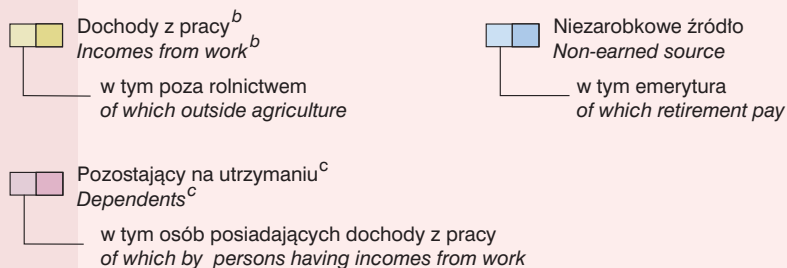 Dochody z pracy b
Incomes from work b
w tym poza rolnictwem
of which outside agriculture
Niezarobkowe źródło
Non-earned source
w tym emerytura
of which retirement pay
Pozostający na utrzymaniu c
Dependents c
w tym osób posiadających dochody z pracy
of which by persons having incomes from work